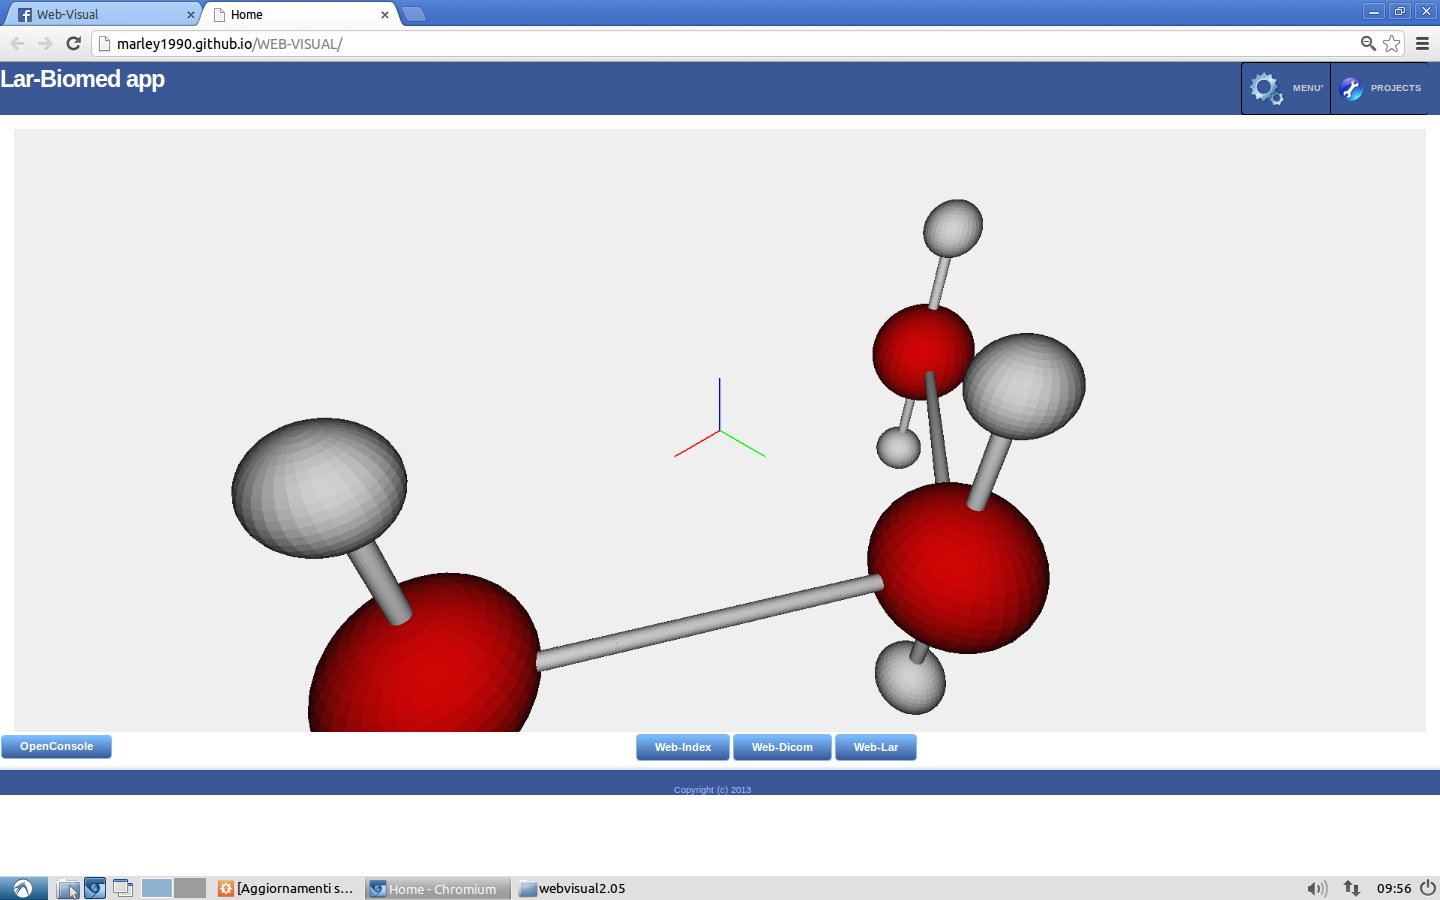 Web-Visual
Home
marley1990.github.io/WEB-VISUAL/
Lar-Biomed app
MENU'
PROJECTS
OpenConsole
Web-Index
Web-Dicom
Web-Lar
Copyright (c) 2013
[Aggiornamenti s...
Home - Chromium
webvisual2.05
09:56